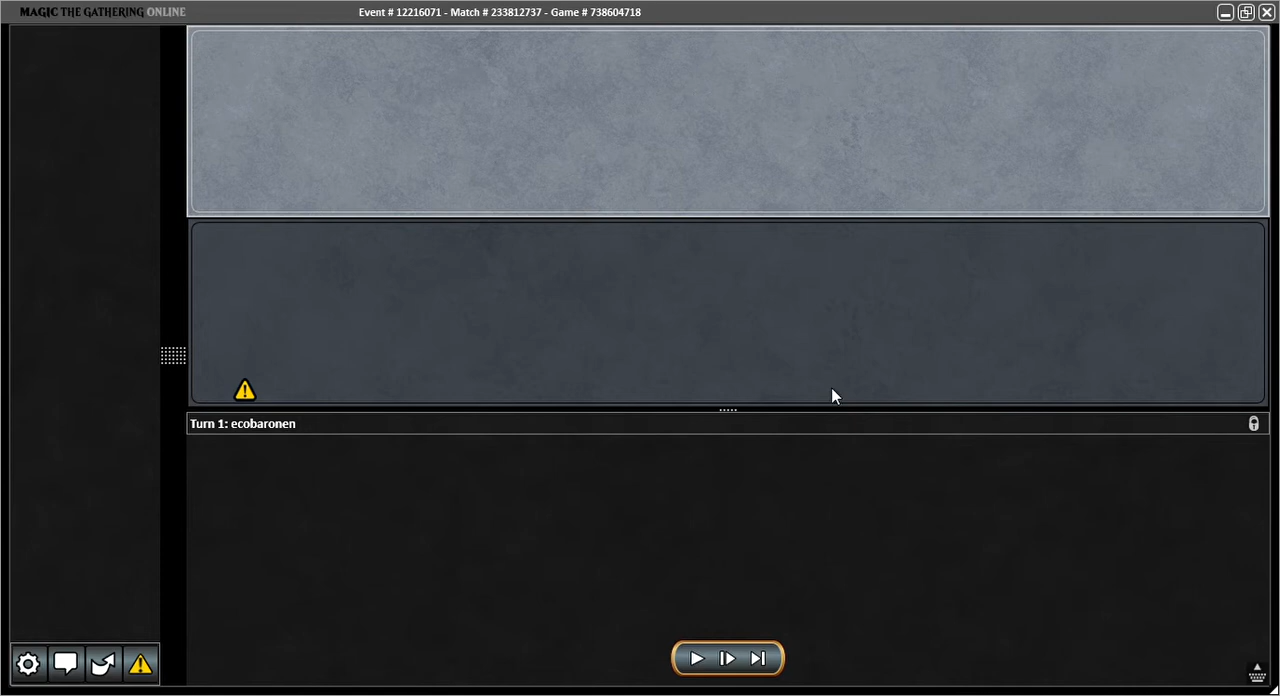 MAGIC THE GATHERING ONLINE
Event # 12216071 - Match # 233812737 - Game # 738604718
Turn 1: ecobaronen